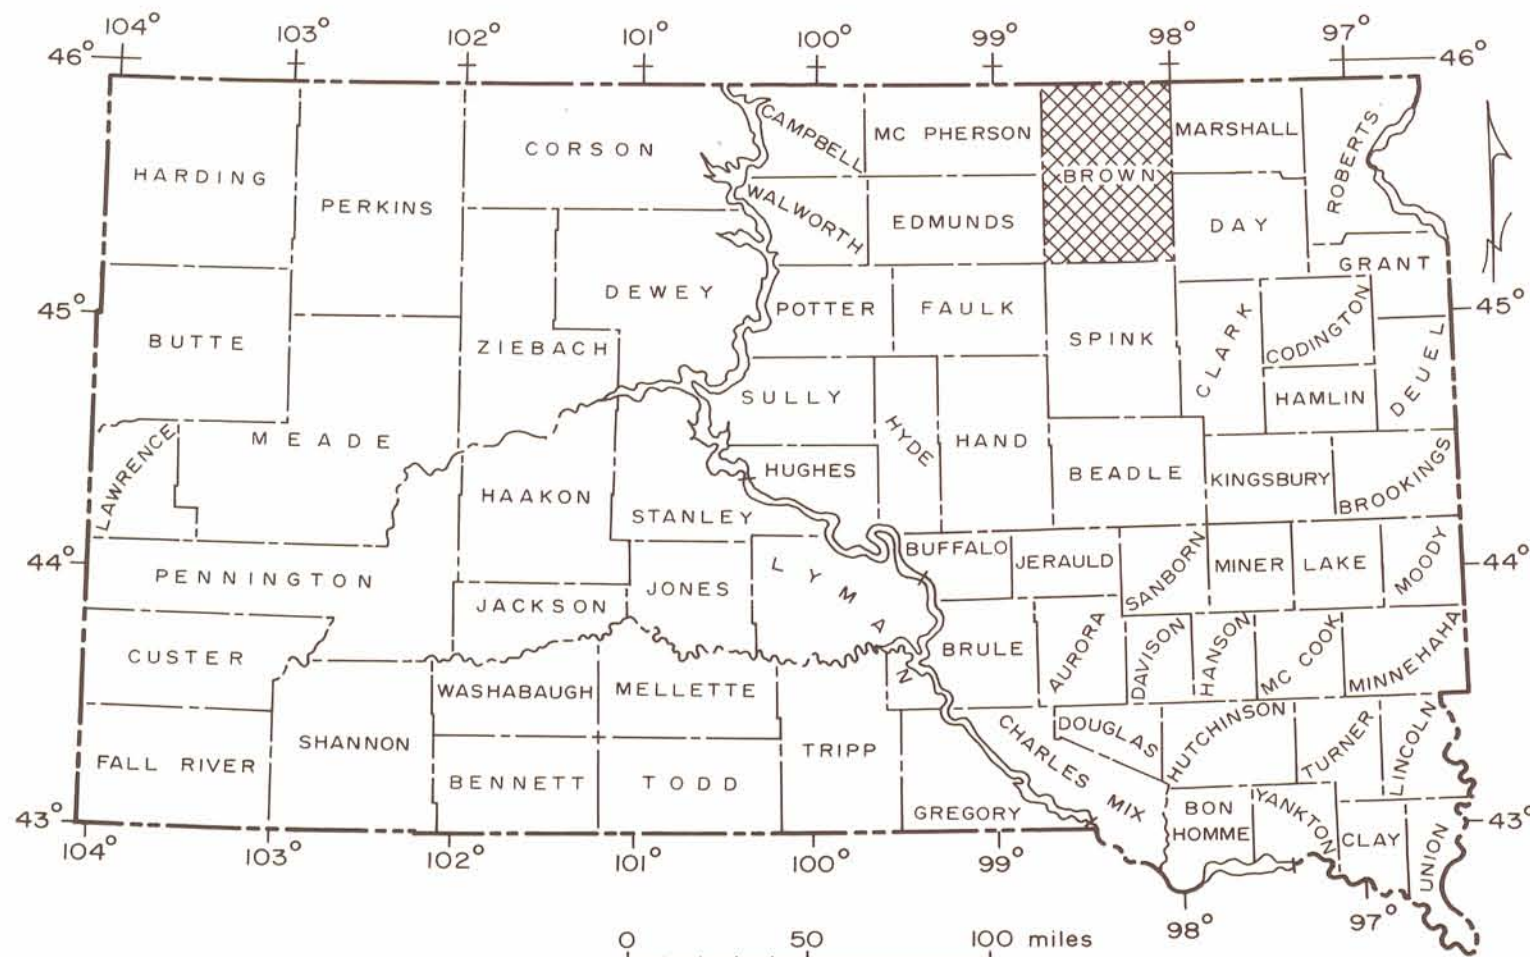 104° 103° 102° 101° 100° 99° 98° 97°
46° 46°
CAMPBELL
MC PHERSON
MARSHALL
ROBERTS
CORSON
HARDING
BROWN
PERKINS
WALWORTH
EDMUNDS
DAY
GRANT
DEWEY
45° 45°
POTTER
FAULK
CODINGTON
BUTTE
ZIEBACH
SPINK
CLARK
DEUEL
SULLY
HAMLIN
MEADE
HYDE
HAND
LAWRENCE
HUGHES
BEADLE
KINGSBURY
BROOKINGS
HAAKON
STANLEY
BUFFALO
JERAULD
SANBORN
MINER
LAKE
MOODY
44° 44°
PENNINGTON
JACKSON
JONES
LYMAN
CUSTER
BRULE
AURORA
DAVISON
HANSON
MC COOK
MINNEHAHA
WASHABAUGH
MELLETTE
SHANNON
TRIPP
CHARLES MIX
DOUGLAS
HUTCHINSON
TURNER
LINCOLN
FALL RIVER
BENNETT
TODD
GREGORY
BON
HOMME
YANKTON
CLAY
UNION
43° 43°
104° 103° 102° 101° 100° 99° 98° 97°
0 50 100 miles